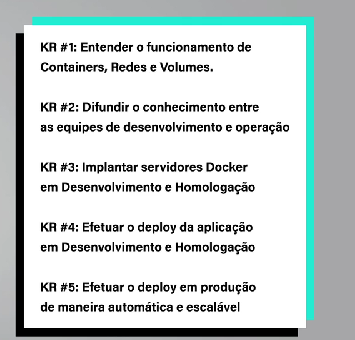 KR #1: Entender o funcionamento de
Containers, Redes e Volumes.
KR #2: Difundir o conhecimento entre
as equipes de desenvolvimento e operação
KR #3: Implantar servidores Docker
em Desenvolvimento e Homologação
KR #4: Efetuar o deploy da aplicação
em Desenvolvimento e Homologação
KR #5: Efetuar o deploy em produção
de maneira automática e escalável